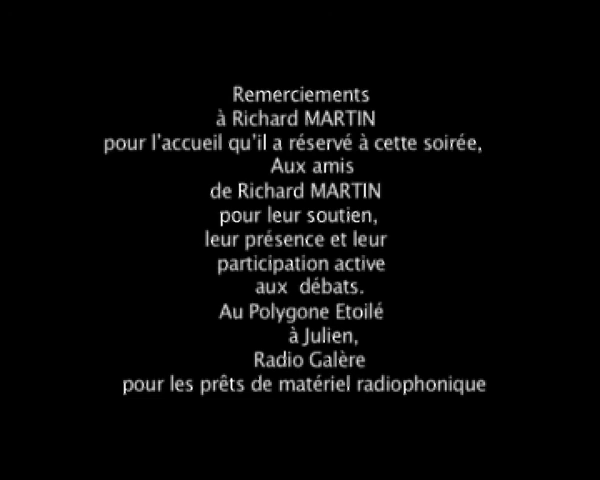 Remerciements
à Richard MARTIN
pour l'accueil qu'il a réservé à cette soirée,
Aux amis
de Richard MARTIN
pour leur soutien,
leur présence et leur
participation active
aux débats.
Au Polygone Etoilé
à Julien,
Radio Galère
pour les prêts de matériel radiophonique